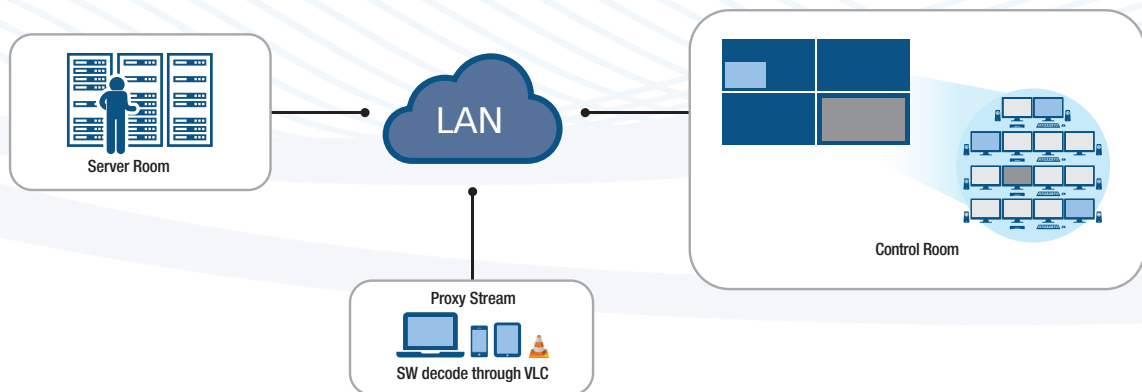 Server Room
LAN
Control Room
Proxy Stream
SW decode through VLC